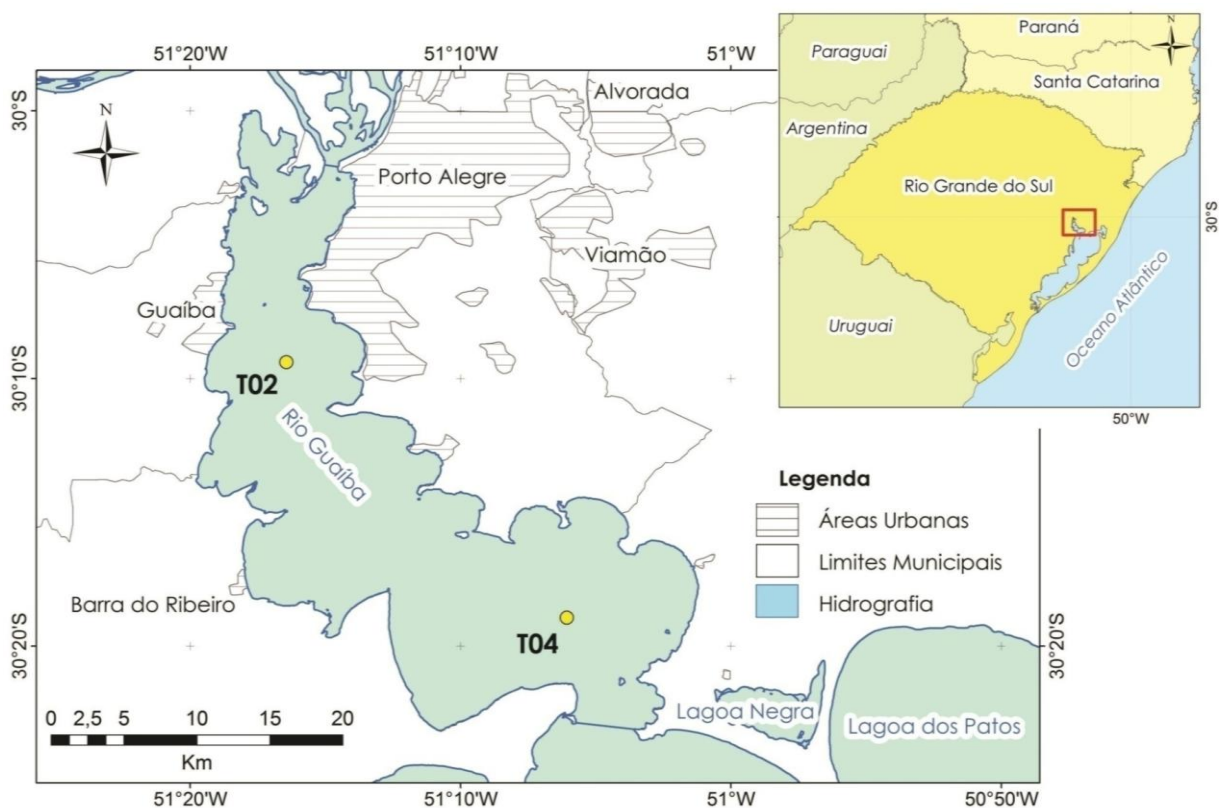 51°20'W
51°10'W
51°W
30°S
30°10'S
30°20'S
N
Alvorada
Porto Alegre
Viamão
Guaíba
T02
Rio Guaíba
Barra do Ribeiro
T04
Lagoa Negra
Lagoa dos Patos
0 2,5 5 10 15 20
Km
51°20'W
51°10'W
51°W
50°50'W
30°20'S
Legenda
Áreas Urbanas
Limites Municipais
Hidrografia
N
Paraná
Paraguai
Santa Catarina
Argentina
Rio Grande do Sul
Uruguai
Oceano Atlântico
30°S
50°W